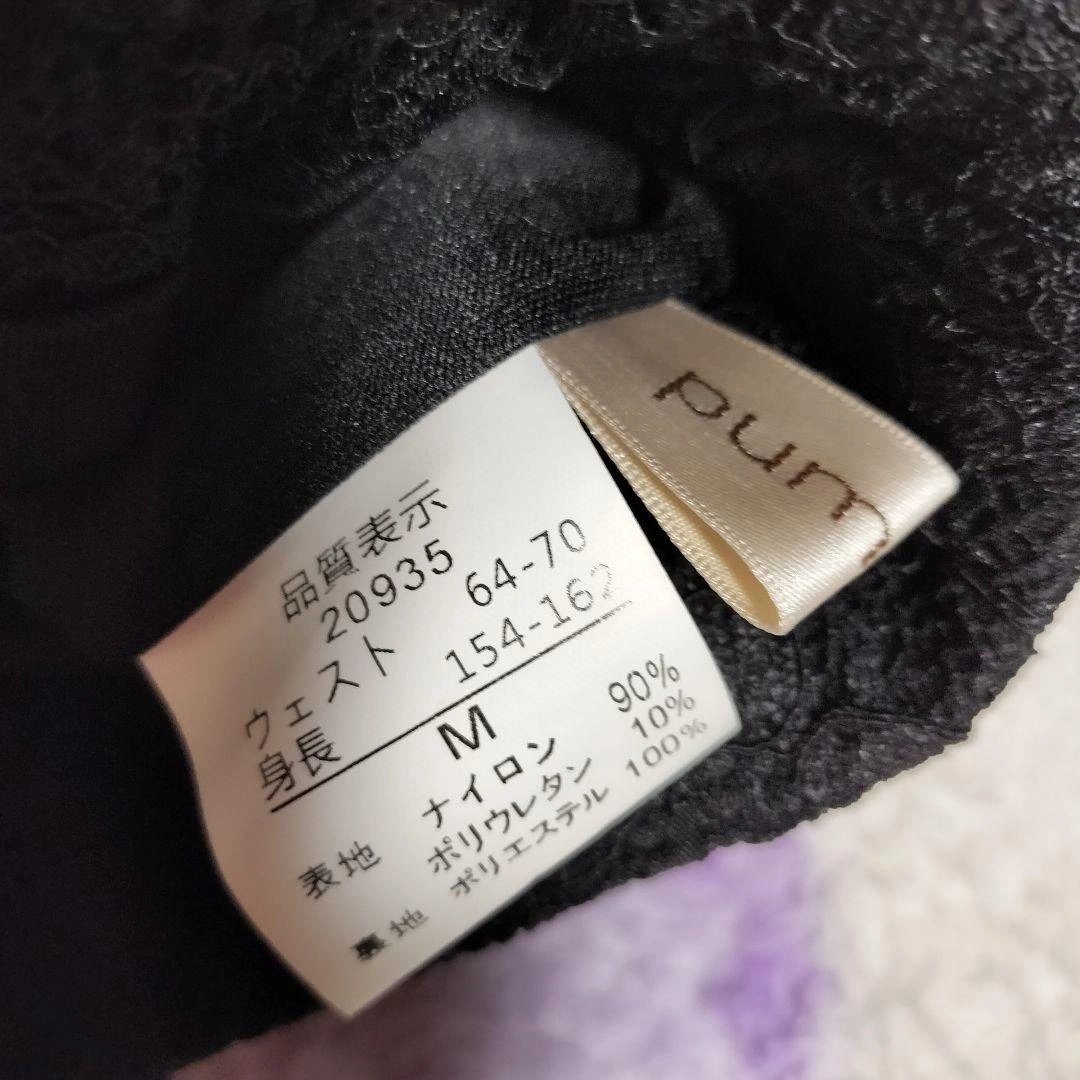 品質表示
20935
ウェスト 64-70
身長 154-162
M
表地 ナイロン 90%
ポリウレタン 10%
裏地 ポリエステル 100%